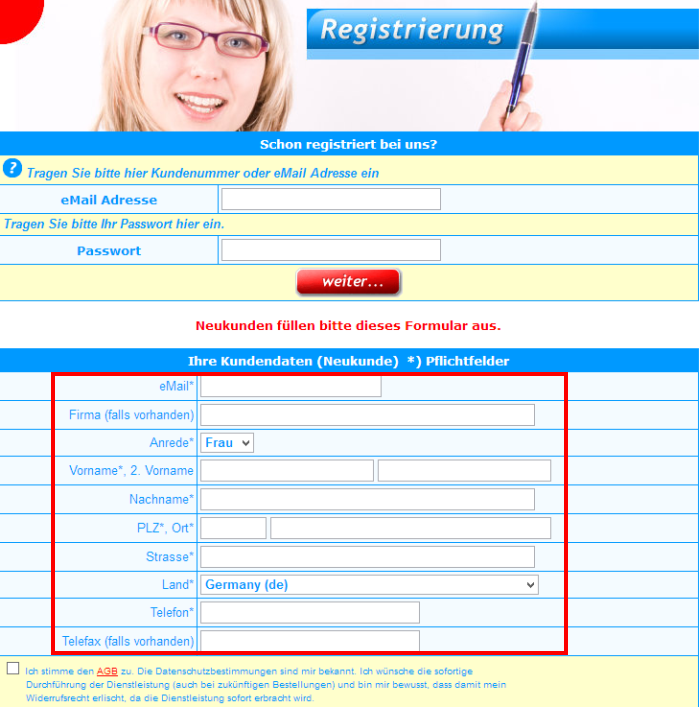 Registrierung
Schon registriert bei uns?
? Tragen Sie bitte hier Kundenummer oder eMail Adresse ein
eMail Adresse
Tragen Sie bitte Ihr Passwort hier ein.
Passwort
weiter...
Neukunden füllen bitte dieses Formular aus.
Ihre Kundendaten (Neukunde) *) Pflichtfelder
eMail*
Firma (falls vorhanden)
Anrede* Frau
Vorname*, 2. Vorname
Nachname*
PLZ*, Ort*
Strasse*
Land* Germany (de)
Telefon*
Telefax (falls vorhanden)
Ich stimme den AGB zu. Die Datenschutzbestimmungen sind mir bekannt. Ich wünsche die sofortige
Durchführung der Dienstleistung (auch bei zukünftigen Bestellungen) und bin mir bewusst, dass damit mein
Widerrufsrecht erlischt, da die Dienstleistung sofort erbracht wird.